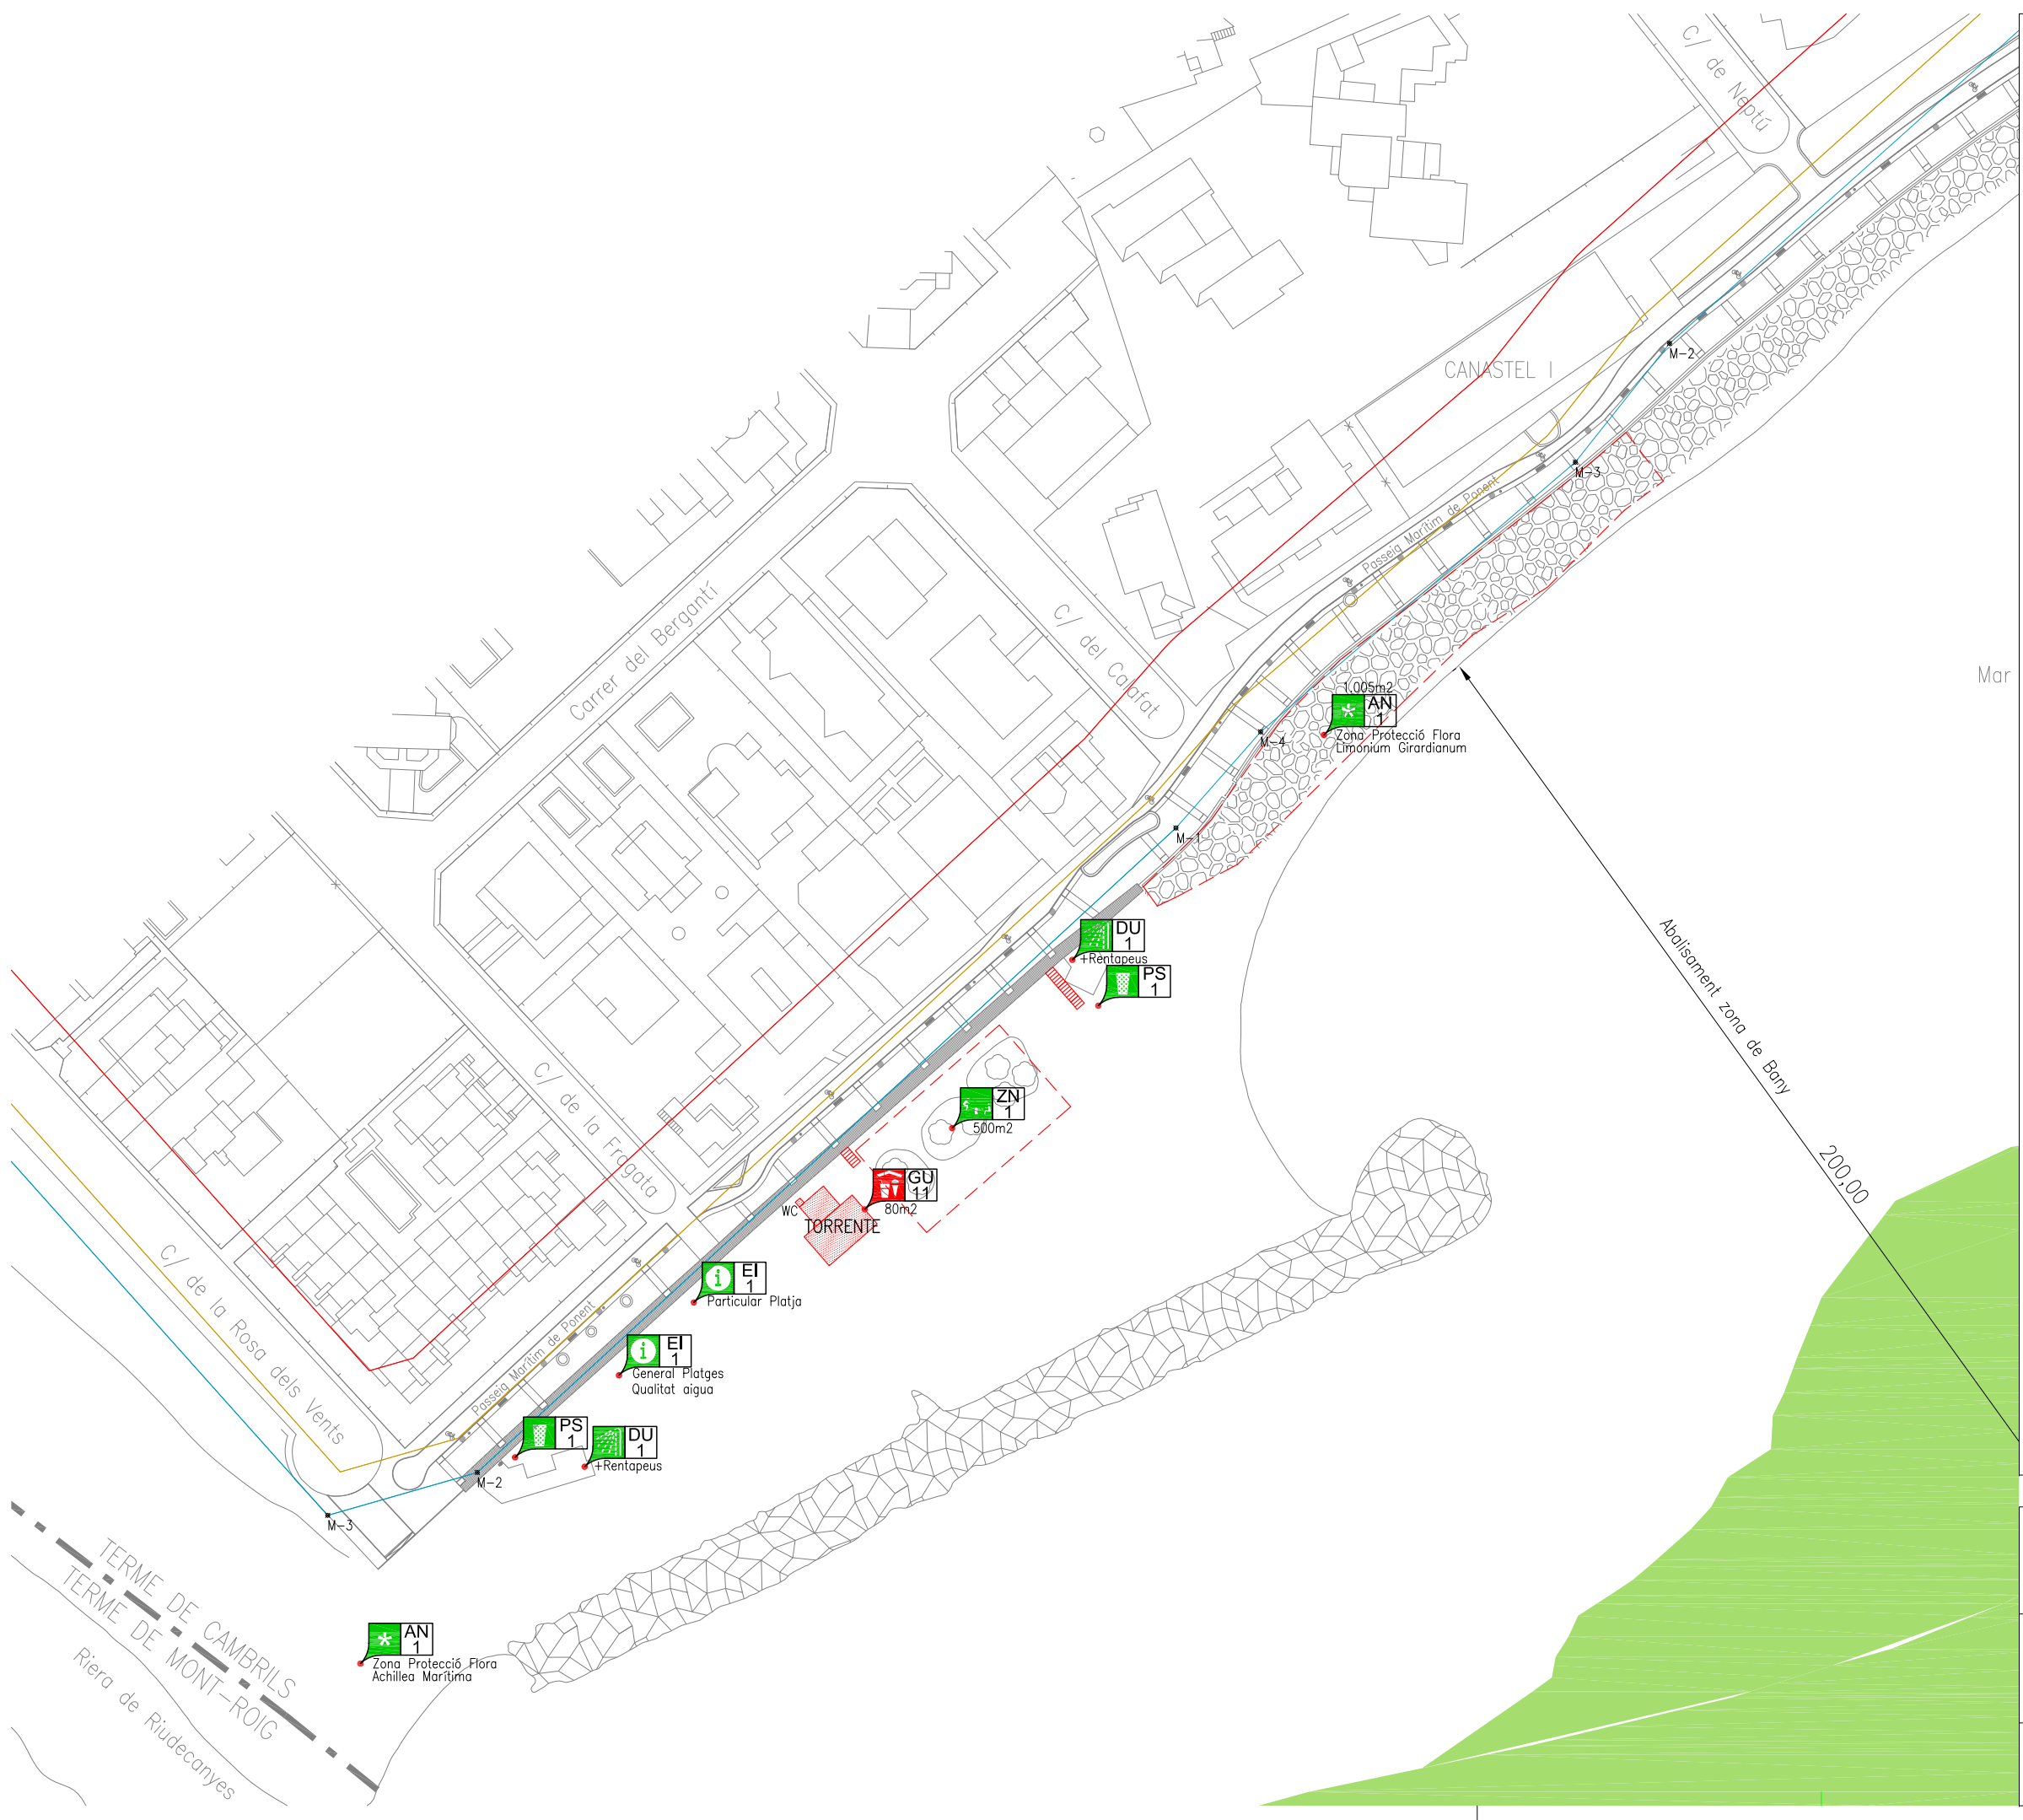 C/ de Neptú
M-2
CANASTEL I
M-3
Passeig Marítim de Ponent
Carrer del Bergantí
C/ del Calafat
Mar
1.005m2
AN
1
Zona Protecció Flora
Limonium Girardianum
M-4
M-1
DU
1
+Rentapeus
PS
1
Abalisament zona de Bany
200,00
C/ de la Fragata
ZN
1
500m2
GU
11
80m2
WC
TORRENTE
EI
1
Particular Platja
EI
1
General Platges
Qualitat aigua
C/ de la Rosa dels Vents
Passeig Marítim de Ponent
PS
1
DU
1
+Rentapeus
M-2
M-3
TERME DE CAMBRILS
TERME DE MONT-ROIG
Riera de Riudecanyes
AN
1
Zona Protecció Flora
Achillea Marítima